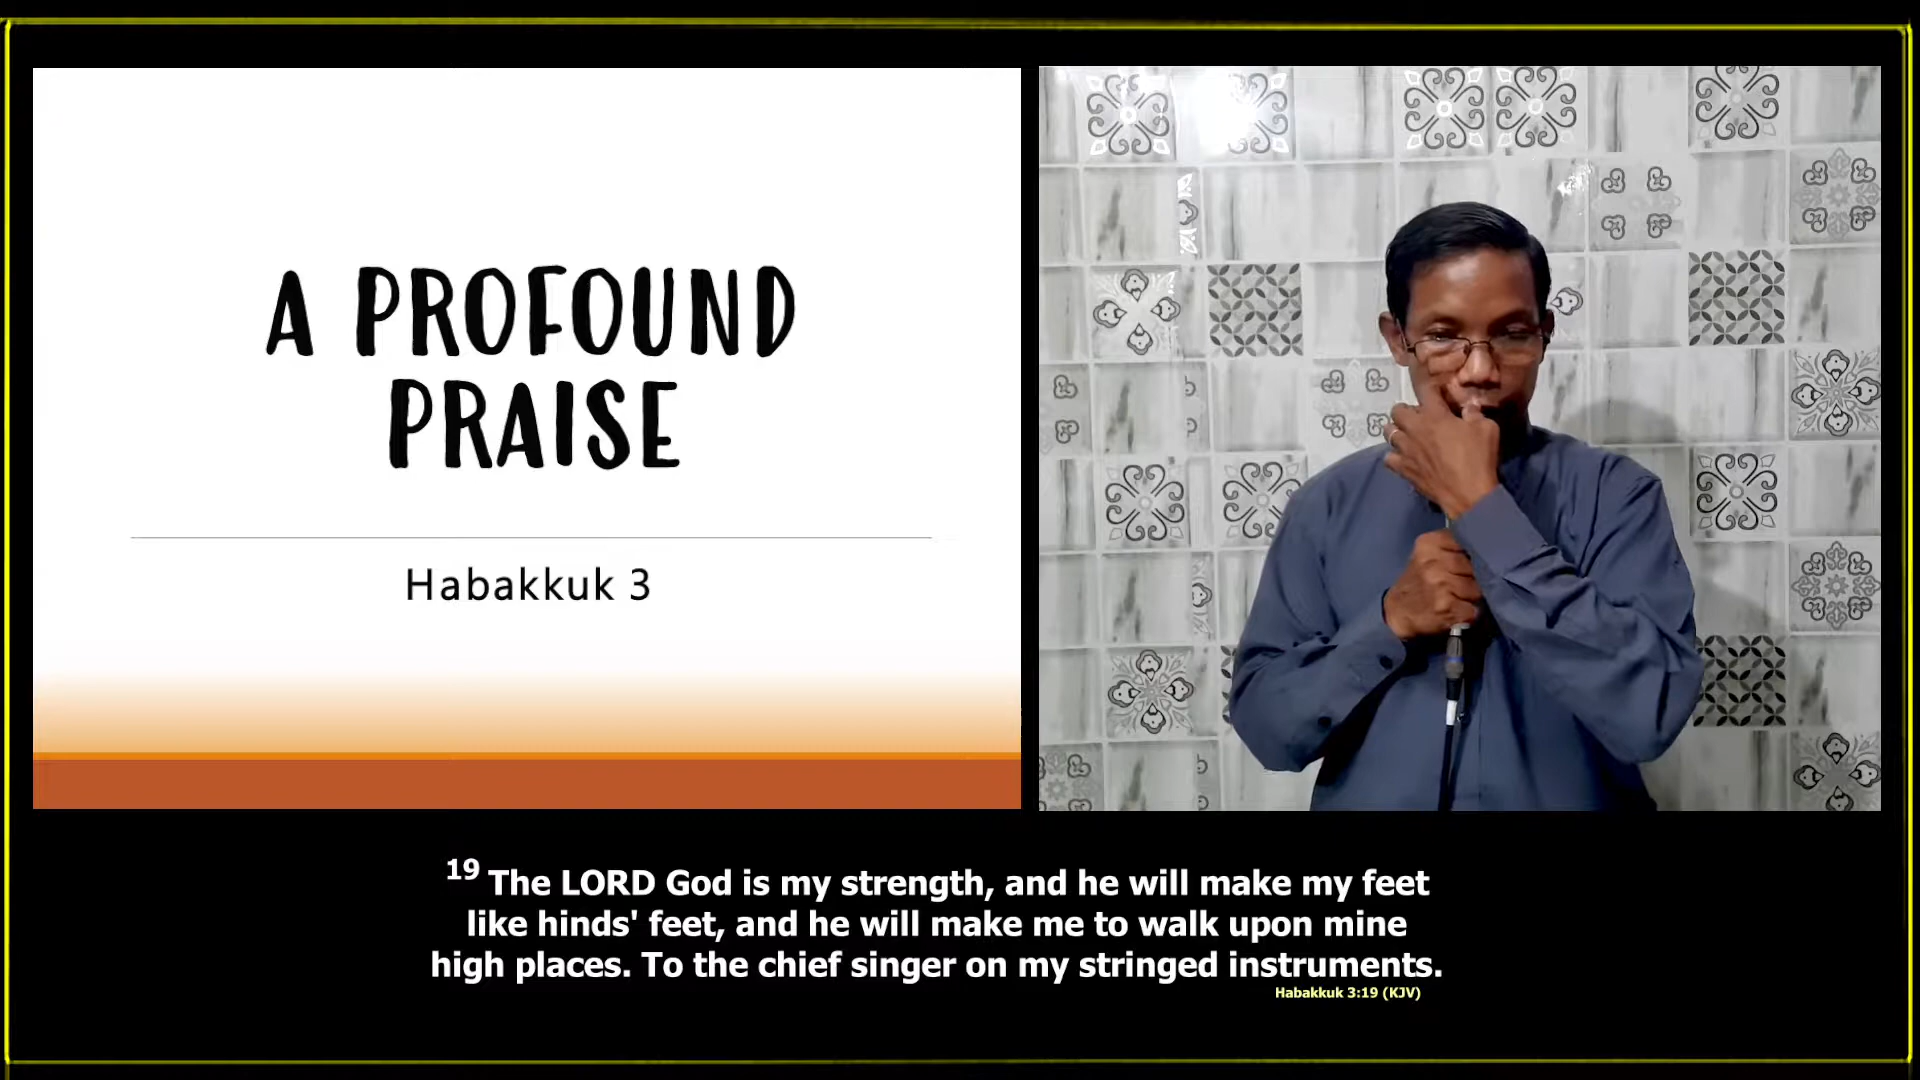 A PROFOUND
PRAISE
Habakkuk 3
19 The LORD God is my strength, and he will make my feet
like hinds' feet, and he will make me to walk upon mine
high places. To the chief singer on my stringed instruments.
Habakkuk 3:19 (KJV)